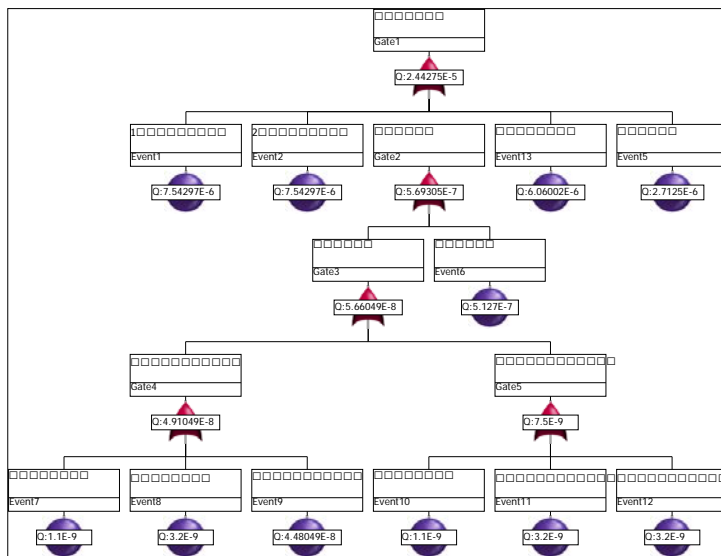 Gate1
Q:2.44275E-5
1
Event1
2
Event2
Gate2
Event13
Event5
Q:7.54297E-6
Q:7.54297E-6
Q:5.69305E-7
Q:6.06002E-6
Q:2.7125E-6
Gate3
Event6
Q:5.66049E-8
Q:5.127E-7
Gate4
Gate5
Q:4.91049E-8
Q:7.5E-9
Event7
Event8
Event9
Event10
Event11
Event12
Q:1.1E-9
Q:3.2E-9
Q:4.48049E-8
Q:1.1E-9
Q:3.2E-9
Q:3.2E-9